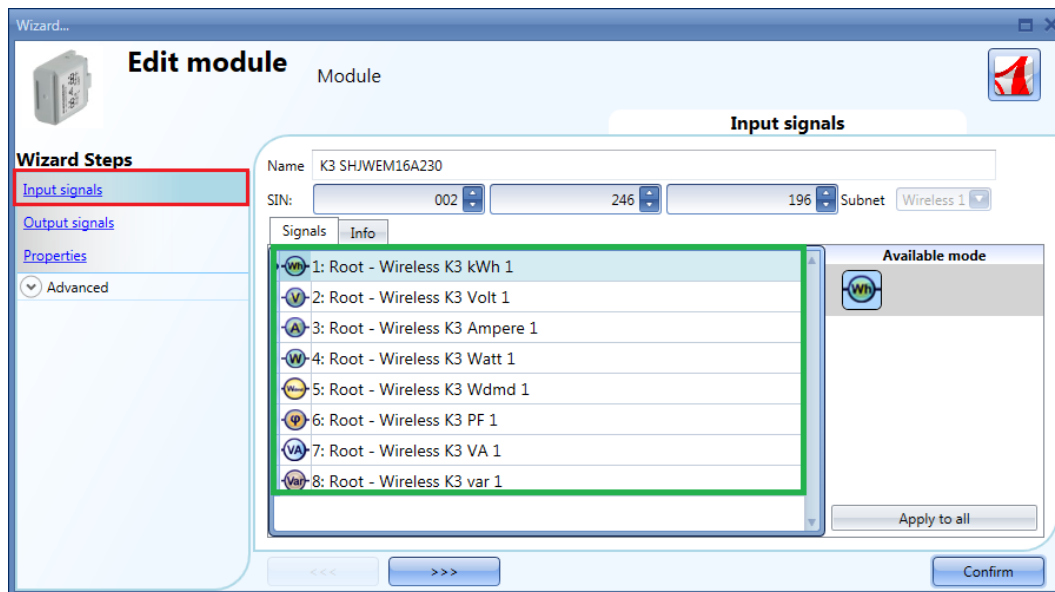 Wizard...
Edit module
Module
Input signals
Wizard Steps
Input signals
Output signals
Properties
Advanced
Name K3 SHJWEM16A230
SIN: 002 246 196 Subnet Wireless 1
Signals Info
Wh 1: Root - Wireless K3 kWh 1
V 2: Root - Wireless K3 Volt 1
A 3: Root - Wireless K3 Ampere 1
W 4: Root - Wireless K3 Watt 1
5: Root - Wireless K3 Wdmd 1
φ 6: Root - Wireless K3 PF 1
VA 7: Root - Wireless K3 VA 1
Var 8: Root - Wireless K3 var 1
Available mode
Wh
Apply to all
<<< >>> Confirm